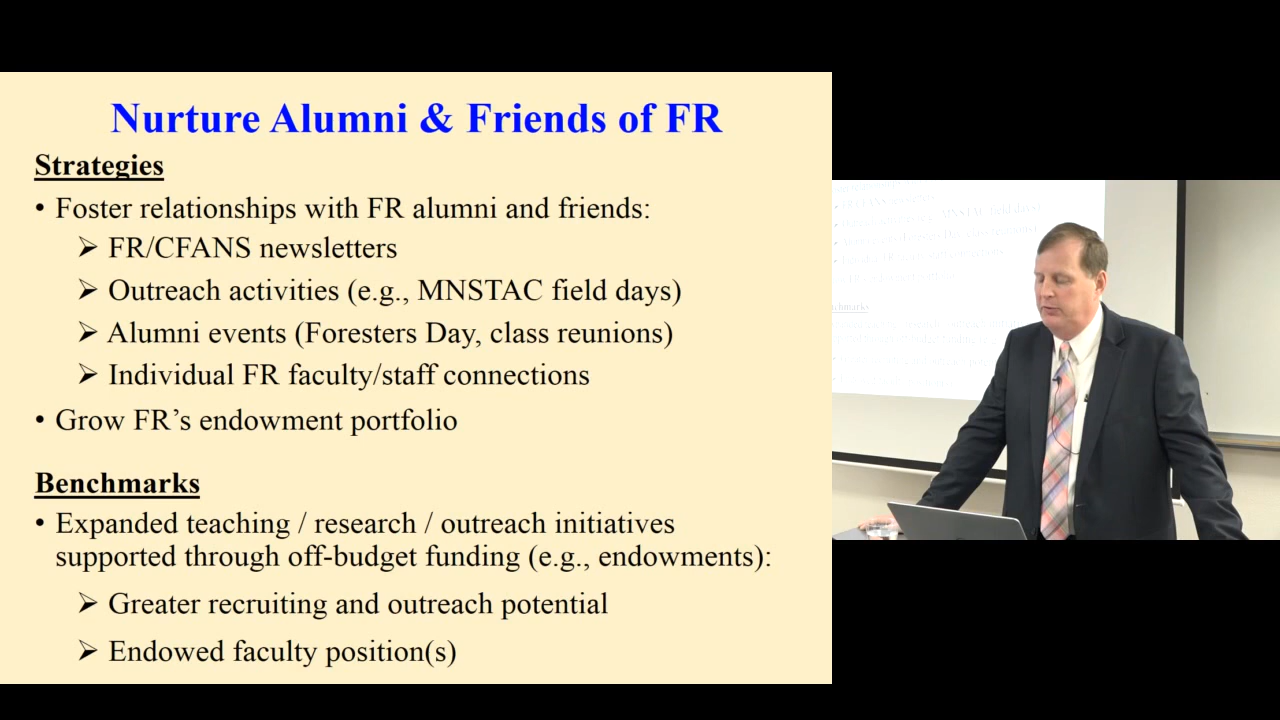 Nurture Alumni & Friends of FR
Strategies
• Foster relationships with FR alumni and friends:
➢ FR/CFANS newsletters
➢ Outreach activities (e.g., MNSTAC field days)
➢ Alumni events (Foresters Day, class reunions)
➢ Individual FR faculty/staff connections
• Grow FR’s endowment portfolio
Benchmarks
• Expanded teaching / research / outreach initiatives
supported through off-budget funding (e.g., endowments):
➢ Greater recruiting and outreach potential
➢ Endowed faculty position(s)